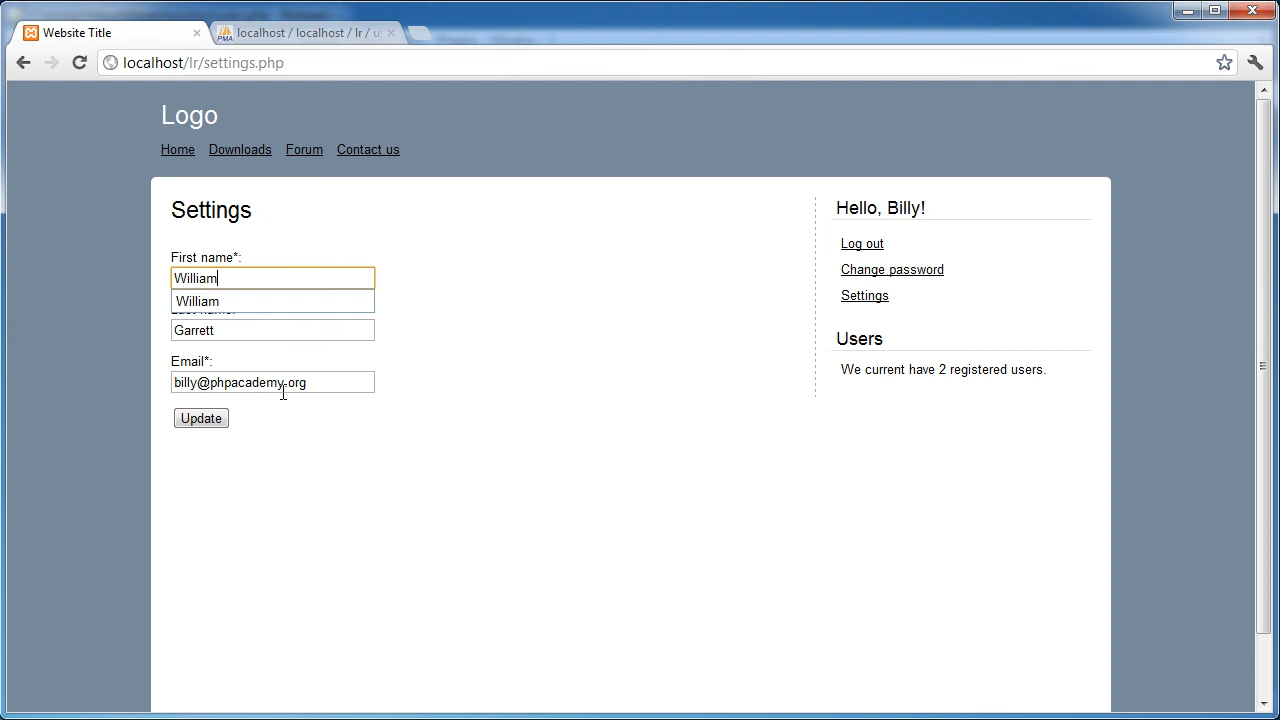 Website Title
localhost / localhost / lr / u
localhost/lr/settings.php
Logo
Home Downloads Forum Contact us
Settings
First name*:
William
William
Garrett
Email*:
billy@phpacademy.org
Update
Hello, Billy!
Log out
Change password
Settings
Users
We current have 2 registered users.